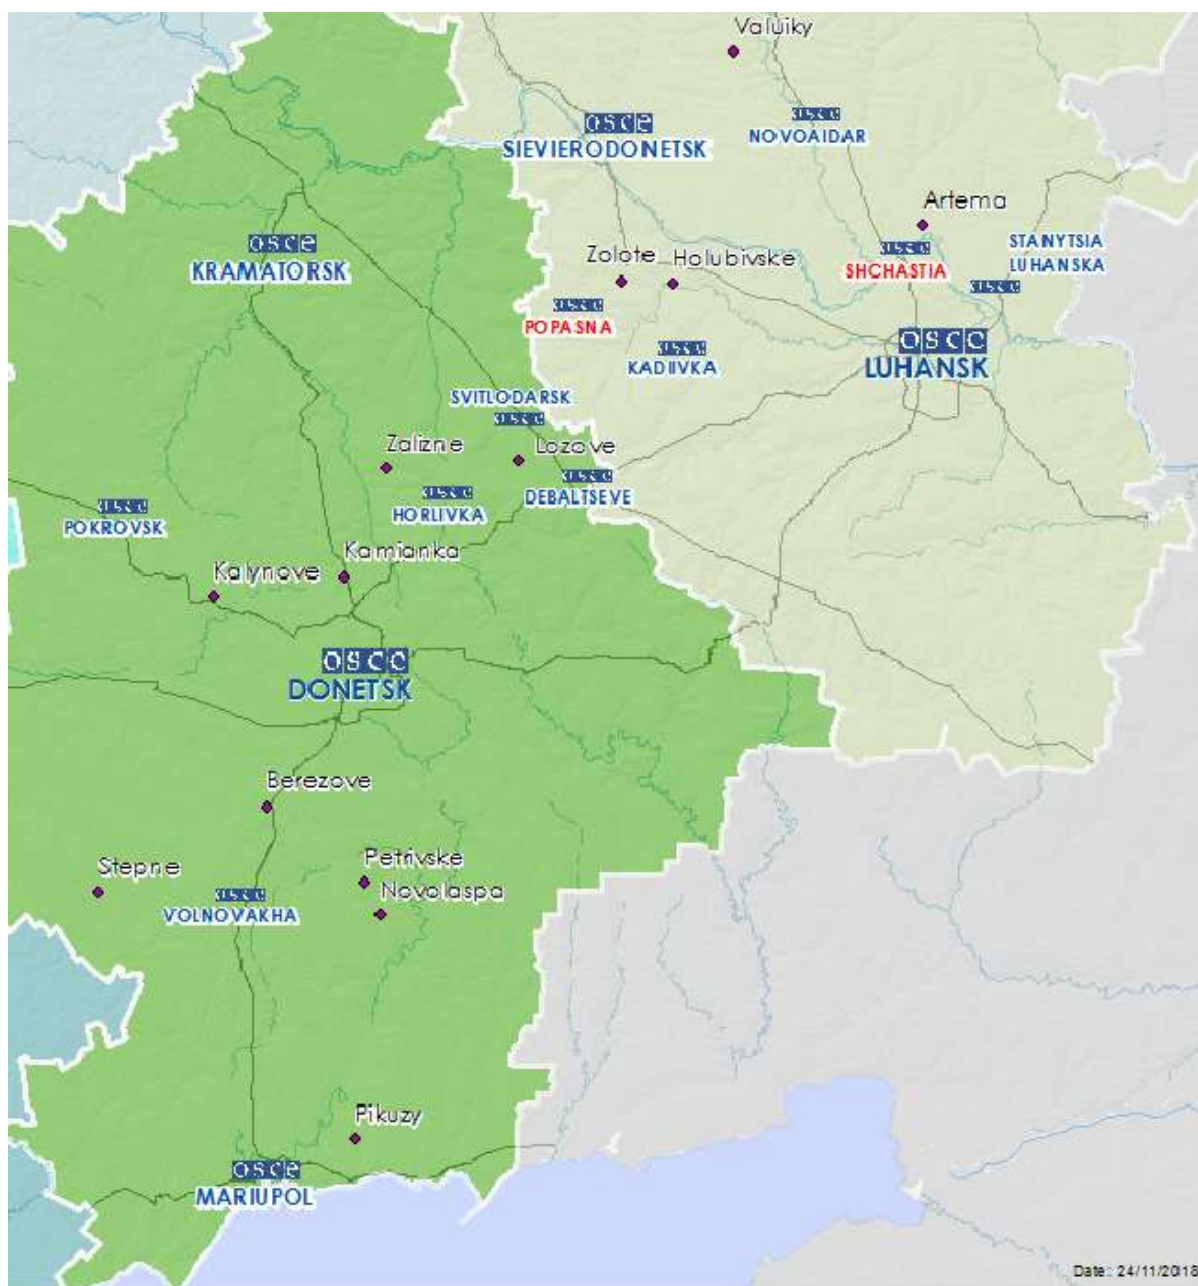 Valuiky
osce
NOVOAIDAR
osce
SIEVIERODONETSK
Artema
osce
KRAMATORSK
STANYTSIA
LUHANSKA
osce
osce
SHCHASTIA
Zolote
Holubivske
osce
POPASNA
osce
LUHANSK
osce
KADIIVKA
SVITLODARSK
osce
Zalizne
Lozove
osce
DEBALTSEVE
osce
HORLIVKA
osce
POKROVSK
Kamianka
Kalynove
osce
DONETSK
Berezove
Stepne
Petrivske
Novolaspa
osce
VOLNOVAKHA
Pikuzy
osce
MARIUPOL
Date: 24/11/2018